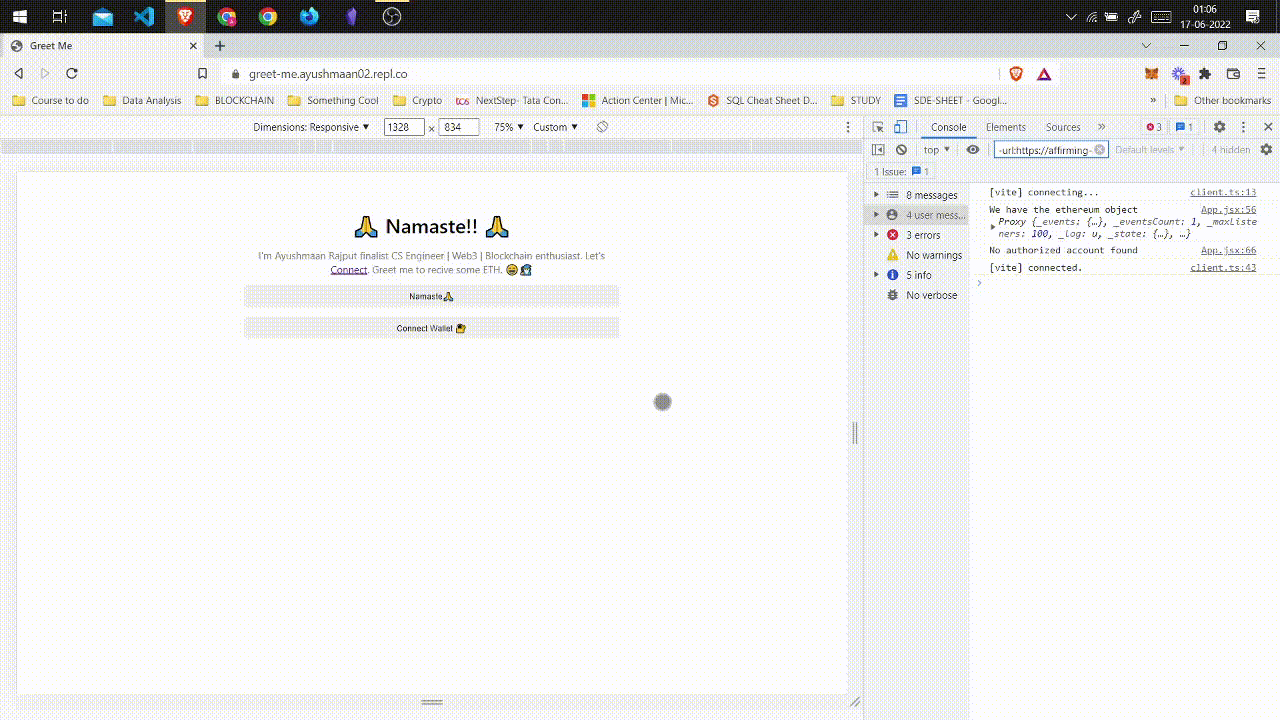 01:06
17-06-2022
Greet Me
greet-me.ayushmaan02.repl.co
2
Course to do
Data Analysis
BLOCKCHAIN
Something Cool
Crypto
tcs NextStep- Tata Con...
Action Center | Mic...
SQL Cheat Sheet D...
STUDY
SDE-SHEET - Googl...
»
Other bookmarks
Dimensions: Responsive ▼ 1328 × 834 75% ▼ Custom ▼
Console Elements Sources » 3 1
top ▼ -url:https://affirming- Default levels ▼ 4 hidden
1 Issue: 1
🙏 Namaste!! 🙏
I'm Ayushmaan Rajput finalist CS Engineer | Web3 | Blockchain enthusiast. Let's
Connect. Greet me to recive some ETH.
Namaste🙏
Connect Wallet
8 messages
4 user mess...
3 errors
No warnings
5 info
No verbose
[vite] connecting... client.ts:13
We have the ethereum object App.jsx:56
Proxy {_events: {…}, _eventsCount: 1, _maxListe
ners: 100, _log: u, _state: {…}, …}
No authorized account found App.jsx:66
[vite] connected. client.ts:43